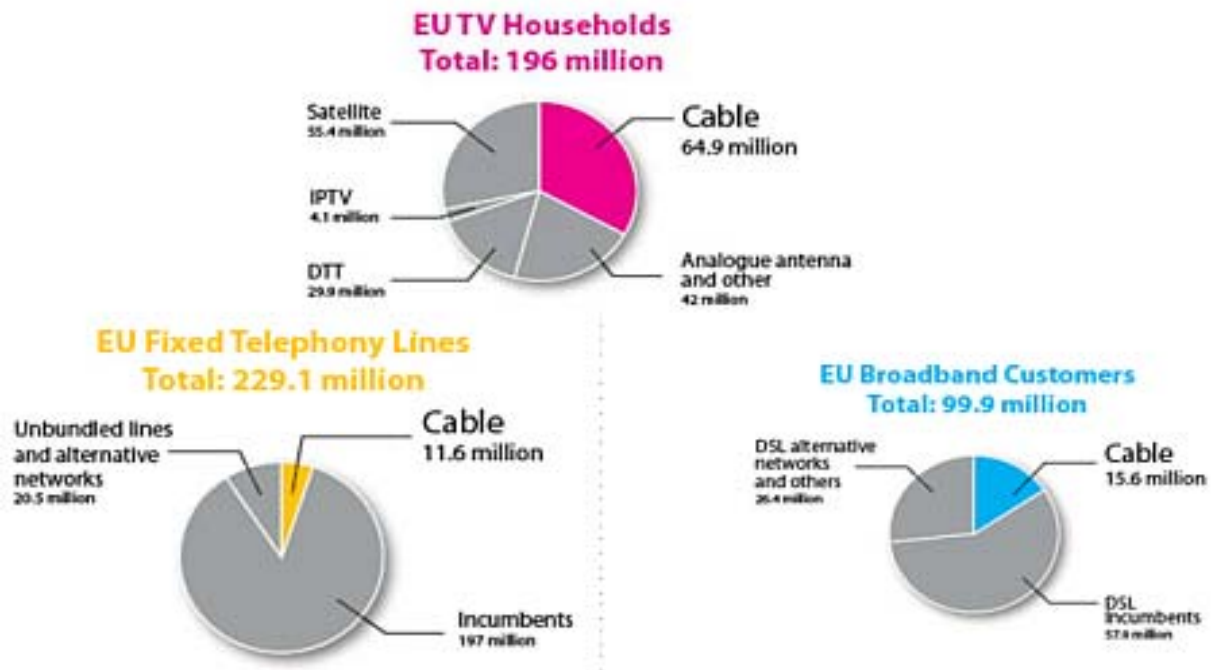 EU TV Households
Total: 196 million
Satellite
55.4 million
Cable
64.9 million
IPTV
4.1 million
DTT
29.9 million
Analogue antenna
and other
42 million
EU Fixed Telephony Lines
Total: 229.1 million
Unbundled lines
and alternative
networks
20.5 million
Cable
11.6 million
Incumbents
197 million
EU Broadband Customers
Total: 99.9 million
DSL alternative
networks
and others
26.4 million
Cable
15.6 million
DSL
Incumbents
57.9 million